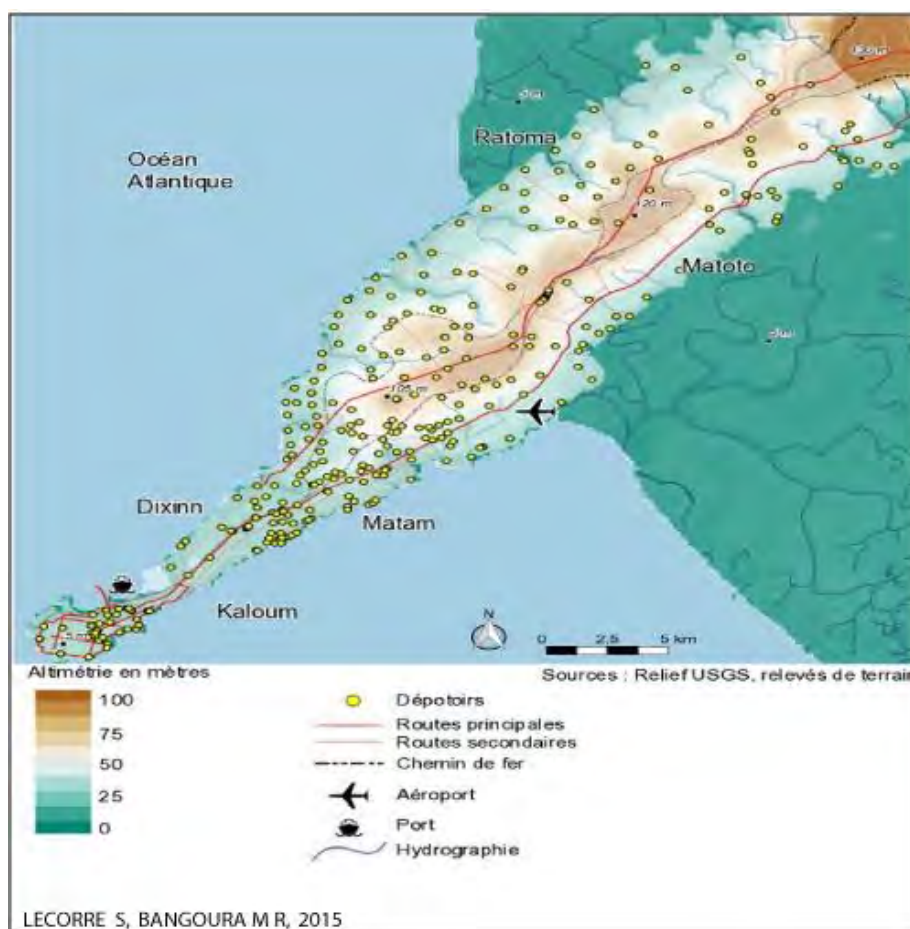 Océan
Atlantique
Ratoma
120 m
Matoto
Dixinn
Matam
Kaloum
N
0 2,5 5 km
Altimétrie en mètres
Sources : Relief USGS, relevés de terrain
100
75
50
25
0
Dépotoirs
Routes principales
Routes secondaires
Chemin de fer
Aéroport
Port
Hydrographie
LECORRE S, BANGOURA M R, 2015